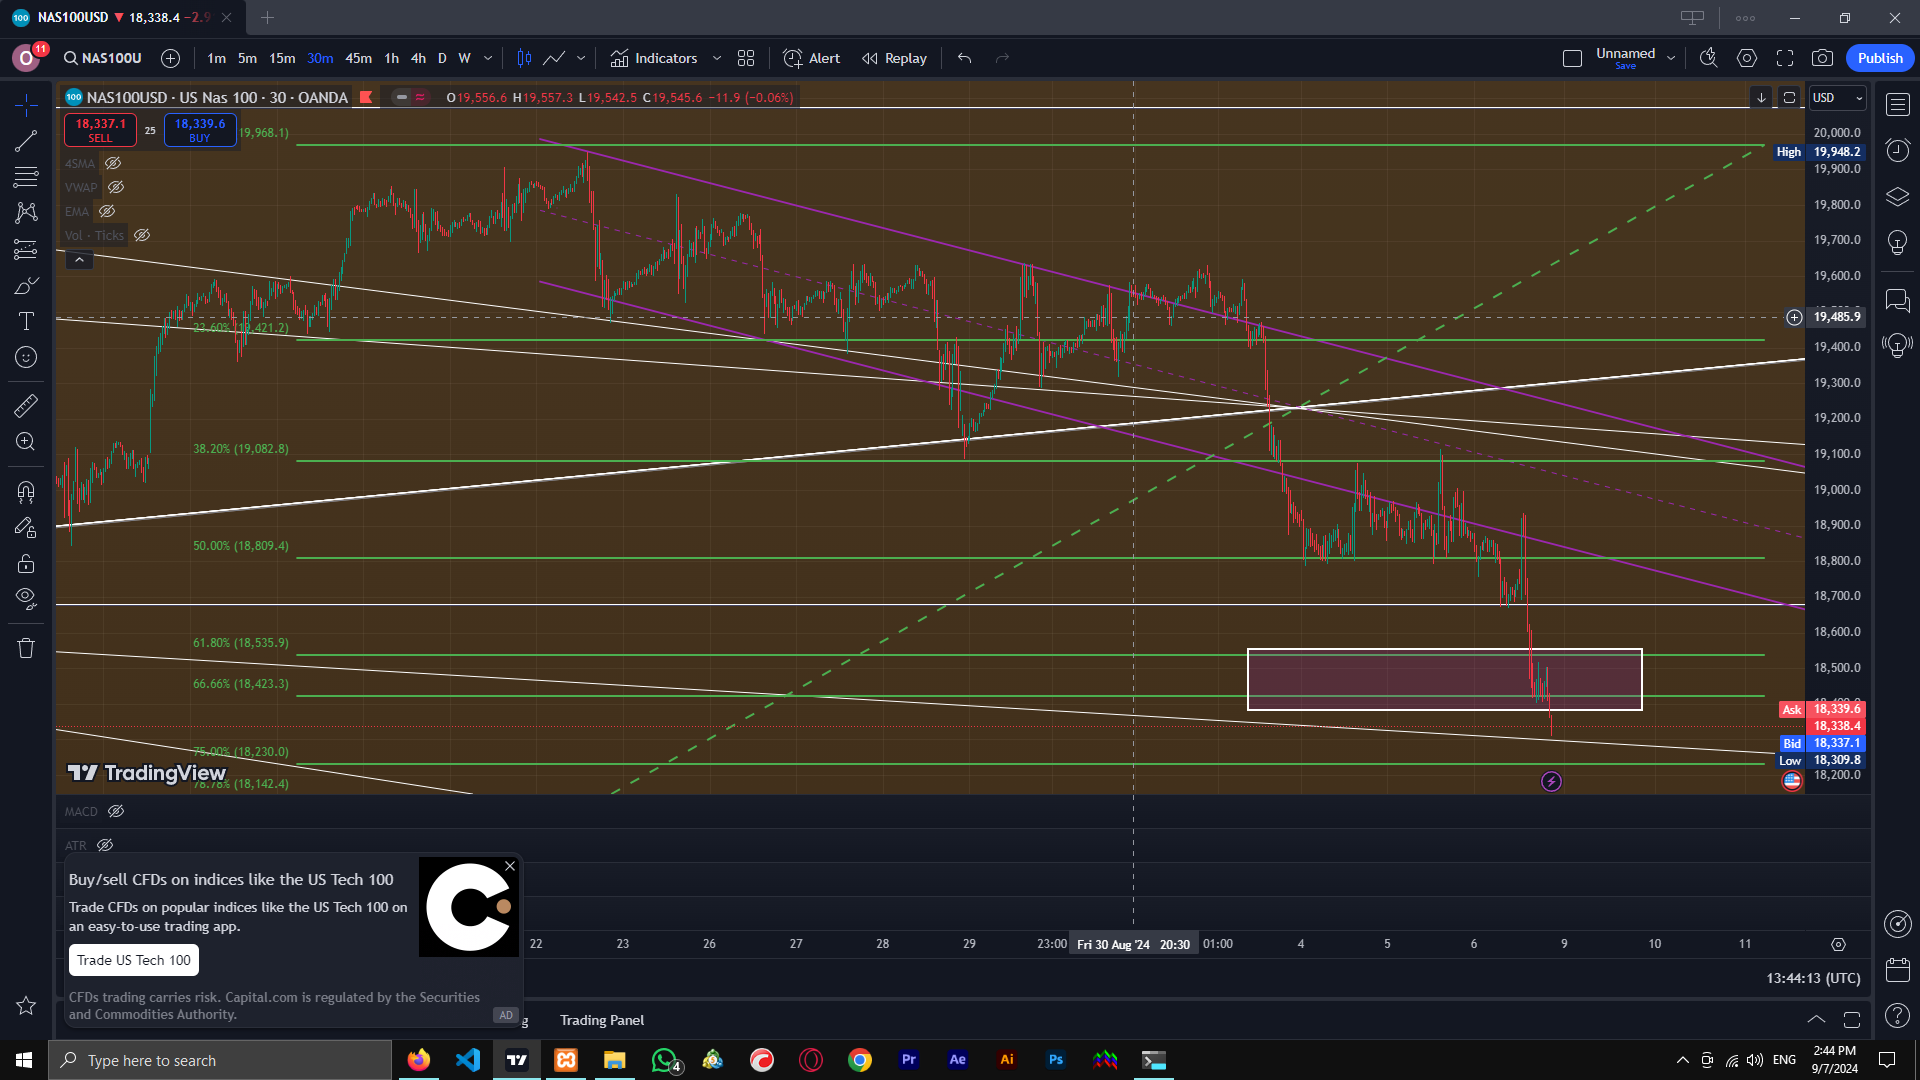 NAS100USD ▼ 18,338.4 −2.9
11
NAS100U
1m 5m 15m 30m 45m 1h 4h D W
Indicators
Alert
Replay
Unnamed
Save
Publish
NAS100USD · US Nas 100 · 30 · OANDA
O19,556.6 H19,557.3 L19,542.5 C19,545.6 −11.9 (−0.06%)
USD
18,337.1
SELL
25
18,339.6
BUY
19,968.1)
4SMA
VWAP
EMA
Vol · Ticks
23.60% (19,421.2)
38.20% (19,082.8)
50.00% (18,809.4)
61.80% (18,535.9)
66.66% (18,423.3)
75.00% (18,230.0)
78.78% (18,142.4)
TradingView
20,000.0
High 19,948.2
19,900.0
19,800.0
19,700.0
19,600.0
19,485.9
19,400.0
19,300.0
19,200.0
19,100.0
19,000.0
18,900.0
18,800.0
18,700.0
18,600.0
18,500.0
Ask 18,339.6
18,338.4
Bid 18,337.1
Low 18,309.8
18,200.0
MACD
ATR
Buy/sell CFDs on indices like the US Tech 100
Trade CFDs on popular indices like the US Tech 100 on
an easy-to-use trading app.
Trade US Tech 100
CFDs trading carries risk. Capital.com is regulated by the Securities
and Commodities Authority.
AD
22 23 26 27 28 29 23:00 Fri 30 Aug '24 20:30 01:00 4 5 6 9 10 11
13:44:13 (UTC)
g
Trading Panel
Type here to search
4
Pr
Ae
Ai
Ps
ENG
2:44 PM
9/7/2024